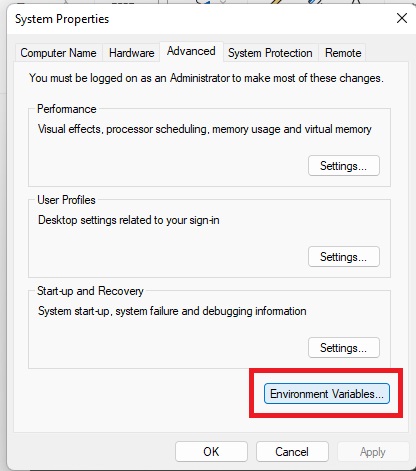 System Properties
Computer Name Hardware Advanced System Protection Remote
You must be logged on as an Administrator to make most of these changes.
Performance
Visual effects, processor scheduling, memory usage and virtual memory
Settings...
User Profiles
Desktop settings related to your sign-in
Settings...
Start-up and Recovery
System start-up, system failure and debugging information
Settings...
Environment Variables...
OK Cancel Apply